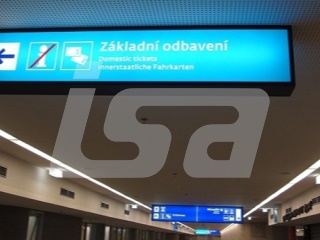 Základní odbavení
Domestic tickets
Innerstaatliche Fahrkarten
isa